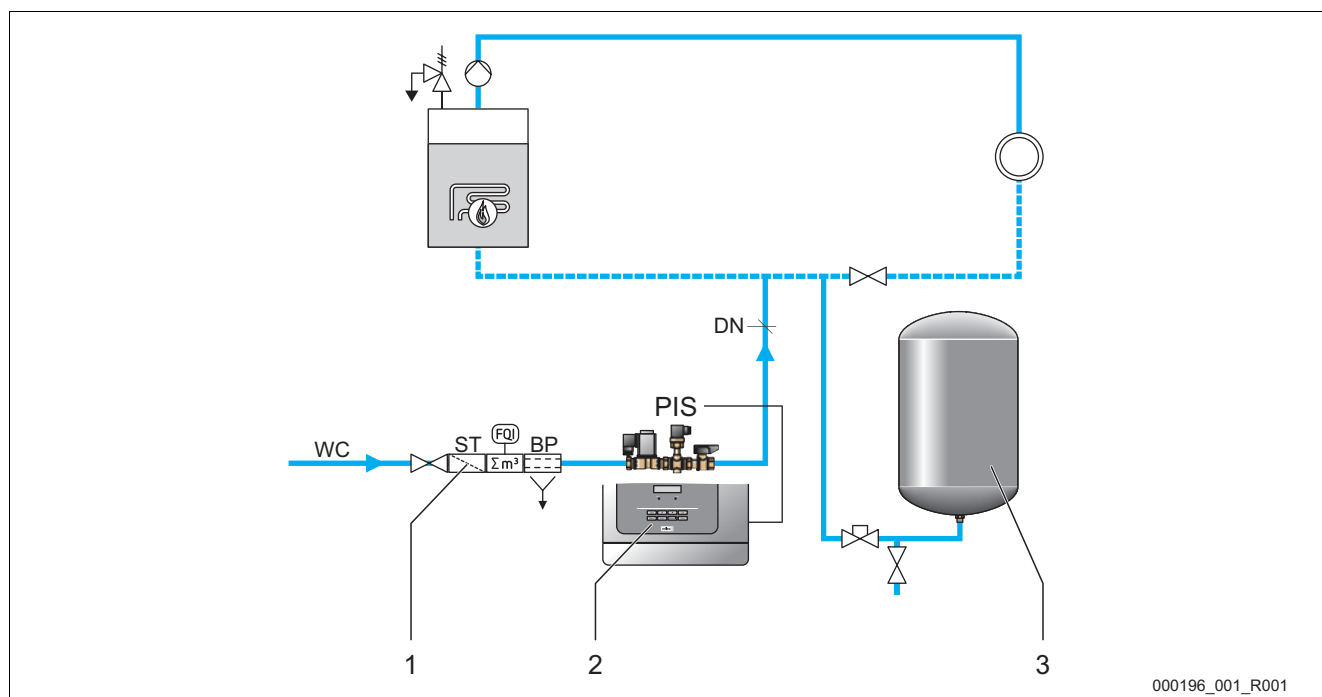 DN
PIS
WC
ST
FQI
BP
Σm³
1
2
3
000196_001_R001